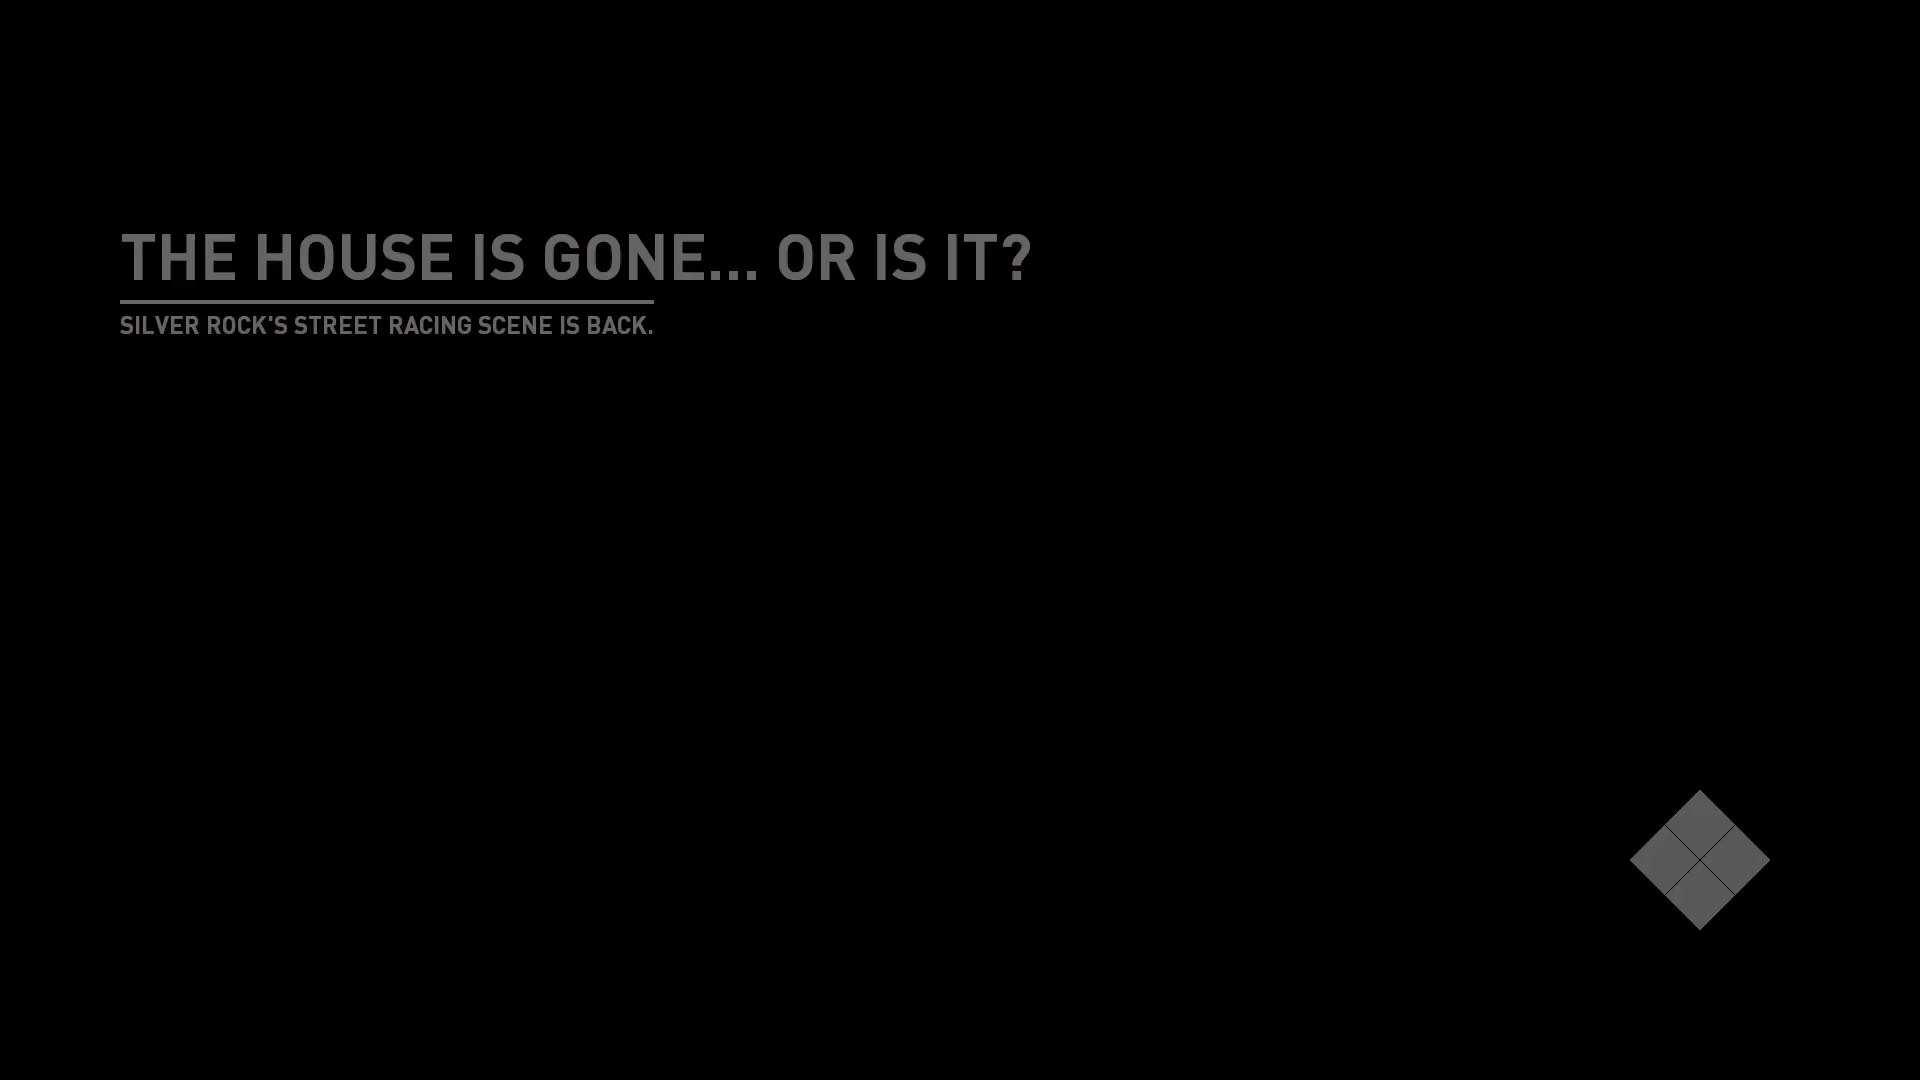 THE HOUSE IS GONE... OR IS IT?
SILVER ROCK'S STREET RACING SCENE IS BACK.